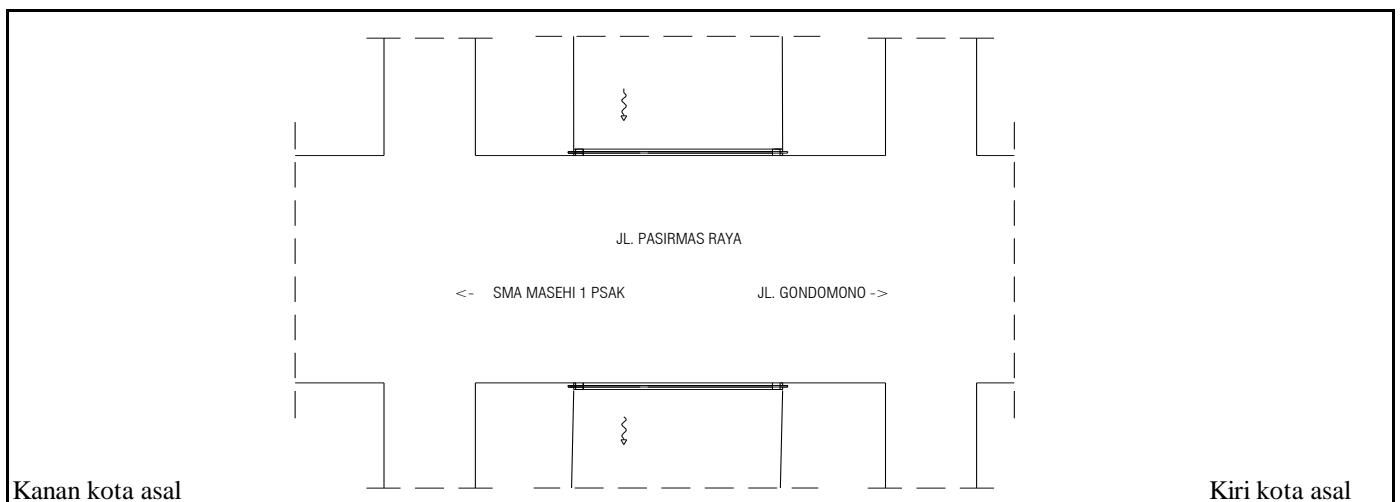 JL. PASIRMAS RAYA
<- SMA MASEHI 1 PSAK JL. GONDOMONO ->
Kanan kota asal Kiri kota asal